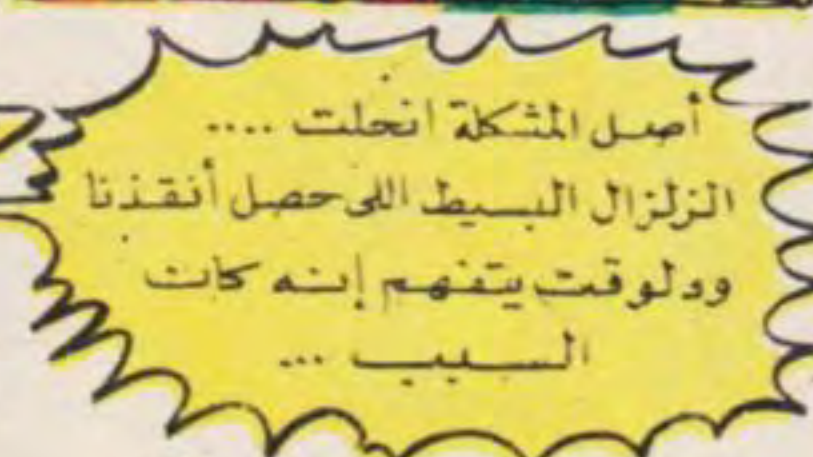 أصل المشكلة انحلت ....
الزلزال البسيط اللى حصل أنقذنا
ودلوقت يتفهم إنه كان
السبب ...